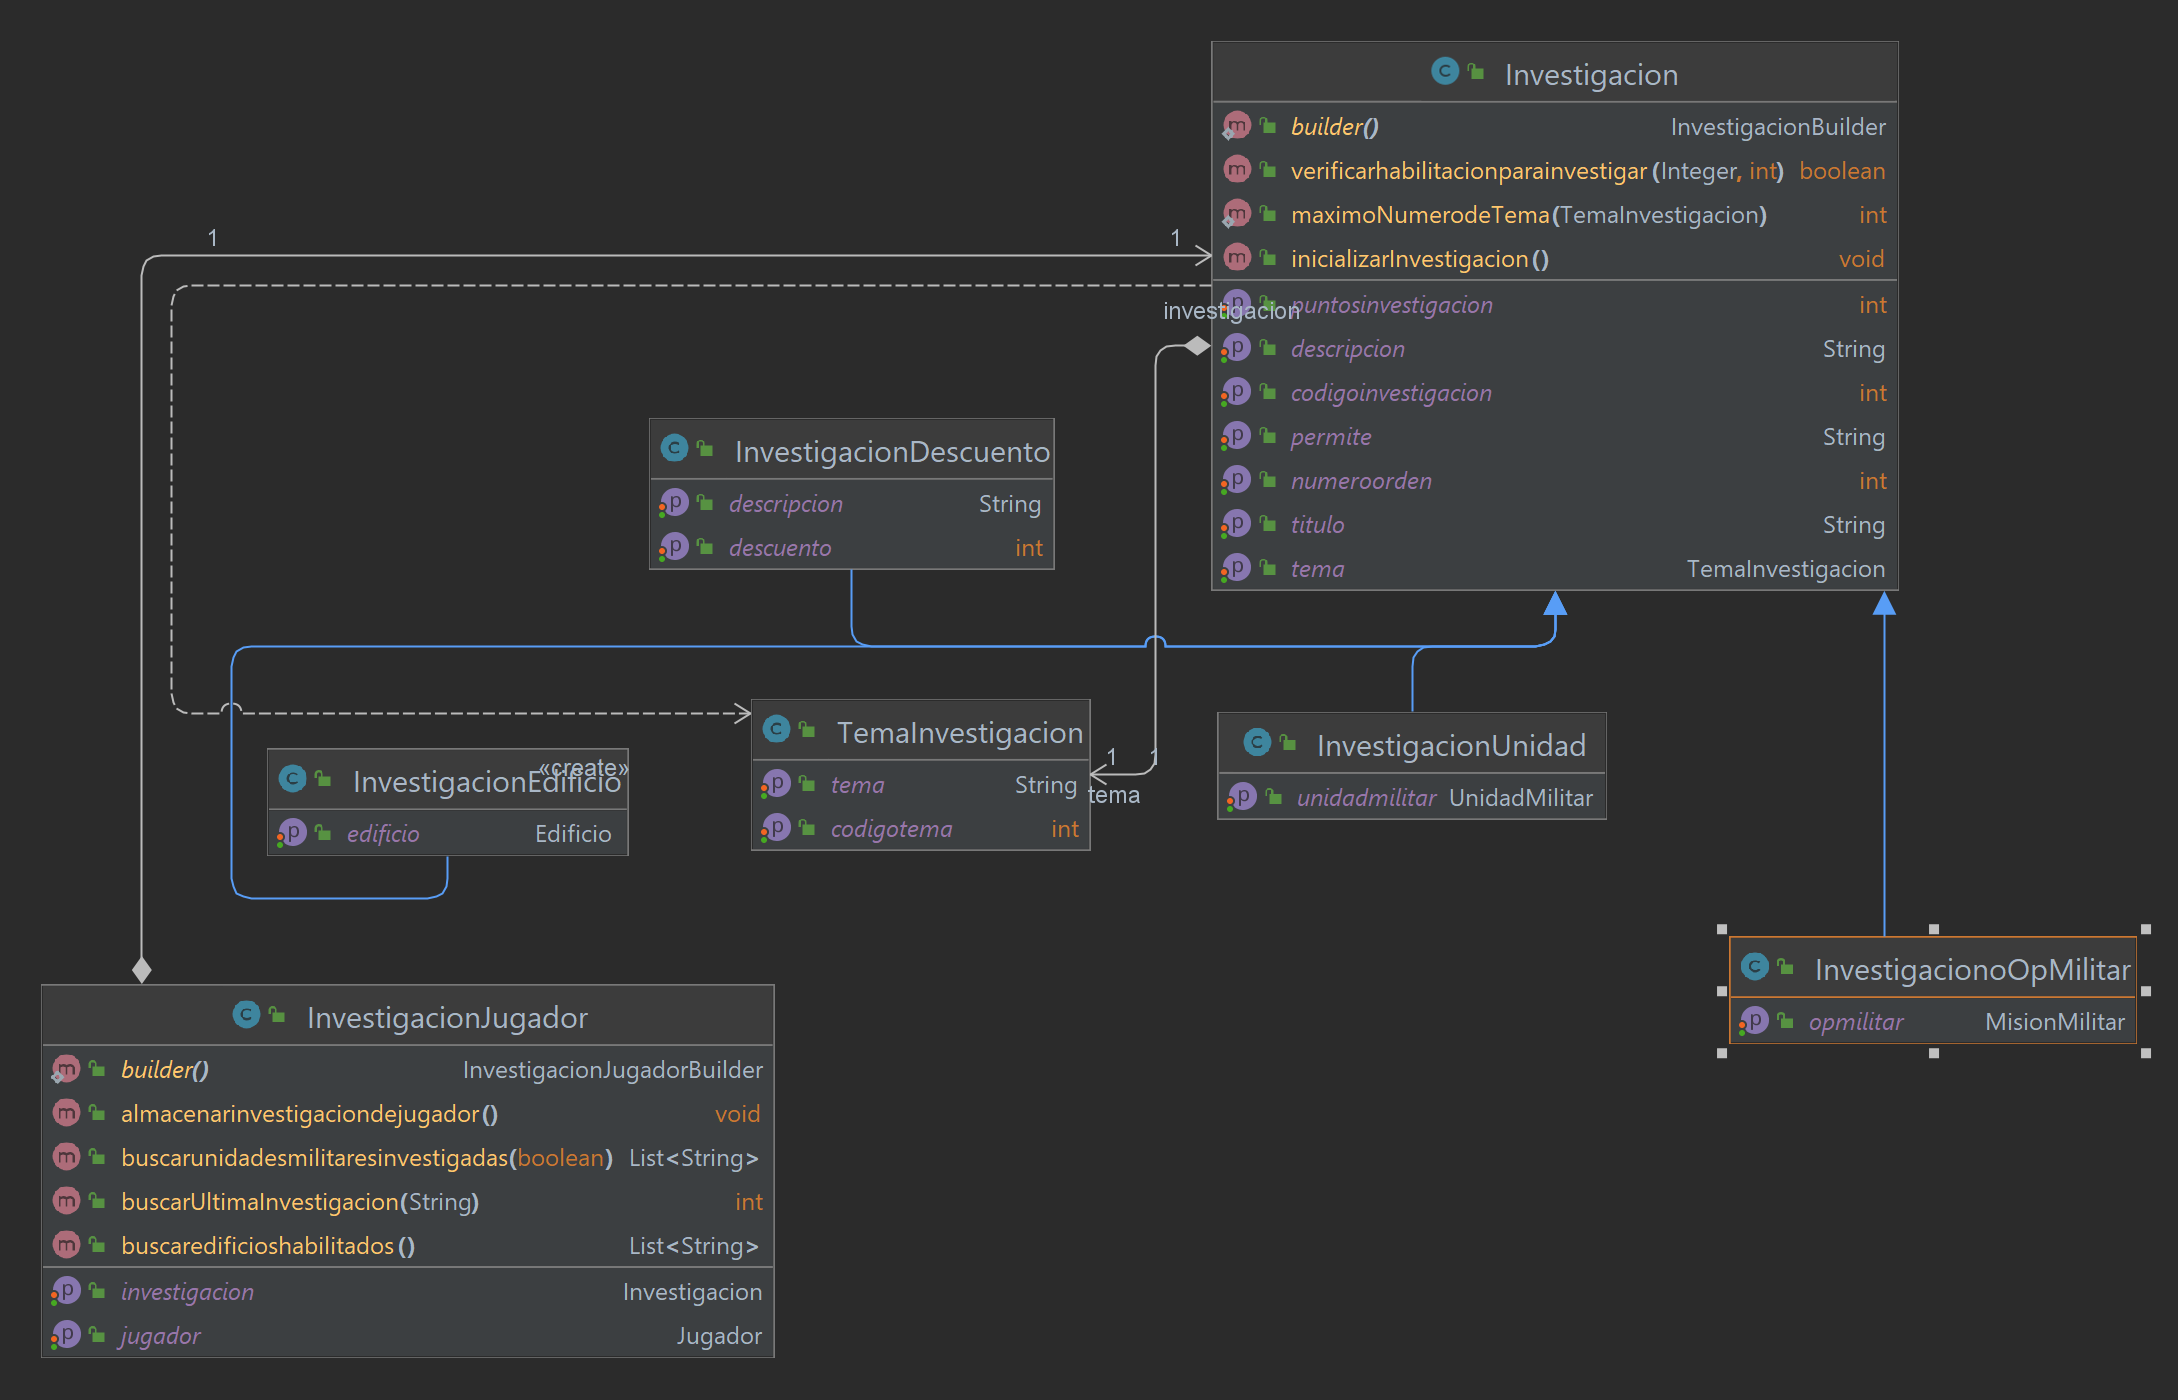 Investigacion
builder() InvestigacionBuilder
verificarhabilitacionparainvestigar(Integer, int) boolean
maximoNumerodeTema(TemaInvestigacion) int
inicializarInvestigacion() void
puntosinvestigacion int
descripcion String
codigoinvestigacion int
permite String
numeroorden int
titulo String
tema TemaInvestigacion
1
1
investigacion
InvestigacionDescuento
descripcion String
descuento int
InvestigacionEdificio
«create»
edificio Edificio
TemaInvestigacion
tema String
codigotema int
1
1
tema
InvestigacionUnidad
unidadmilitar UnidadMilitar
InvestigacionoOpMilitar
opmilitar MisionMilitar
InvestigacionJugador
builder() InvestigacionJugadorBuilder
almacenarinvestigaciondejugador() void
buscarunidadesmilitaresinvestigadas(boolean) List<String>
buscarUltimaInvestigacion(String) int
buscaredificioshabilitados() List<String>
investigacion Investigacion
jugador Jugador